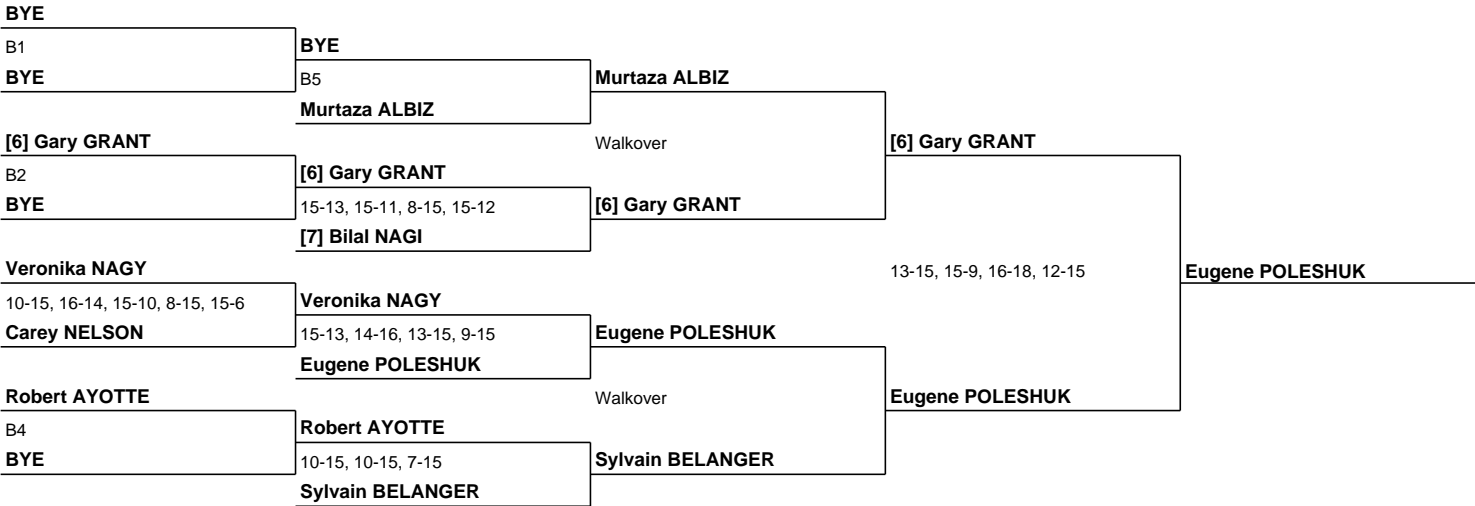 BYE
B1
BYE
BYE
B5
Murtaza ALBIZ
Murtaza ALBIZ
[6] Gary GRANT
Walkover
[6] Gary GRANT
B2
[6] Gary GRANT
BYE
15-13, 15-11, 8-15, 15-12
[6] Gary GRANT
[7] Bilal NAGI
Veronika NAGY
13-15, 15-9, 16-18, 12-15
Eugene POLESHUK
10-15, 16-14, 15-10, 8-15, 15-6
Veronika NAGY
Carey NELSON
15-13, 14-16, 13-15, 9-15
Eugene POLESHUK
Eugene POLESHUK
Robert AYOTTE
Walkover
Eugene POLESHUK
B4
Robert AYOTTE
BYE
10-15, 10-15, 7-15
Sylvain BELANGER
Sylvain BELANGER